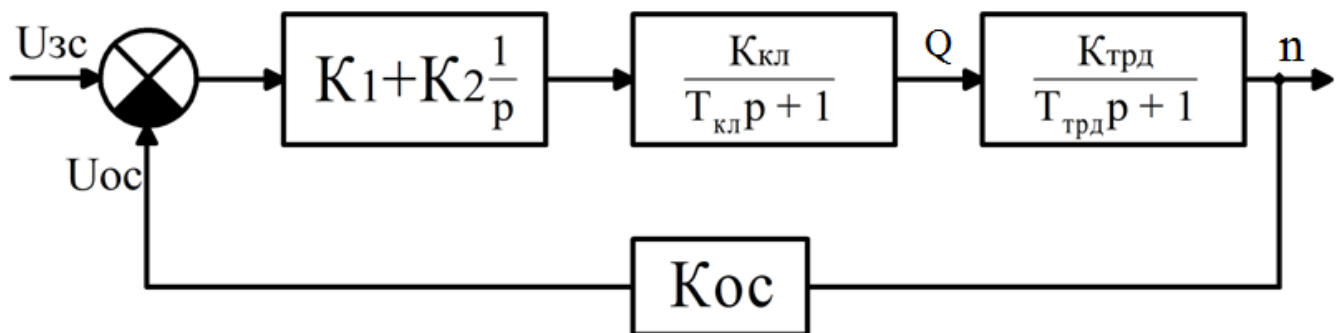 Uзс
К1+К2 1/p
Ккл
Tклp + 1
Q
Ктрд
Tтрдp + 1
n
Uос
Кос